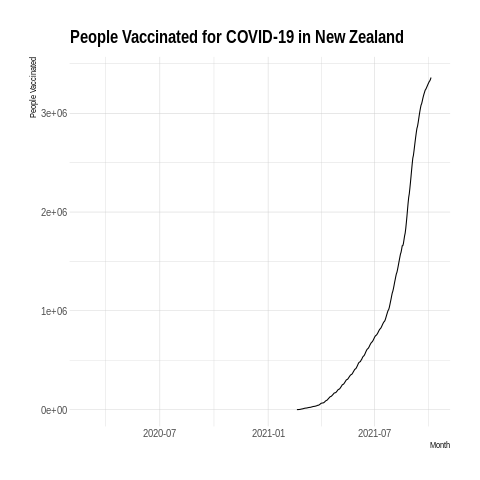 People Vaccinated for COVID-19 in New Zealand
People Vaccinated
3e+06
2e+06
1e+06
0e+00
2020-07
2021-01
2021-07
Month